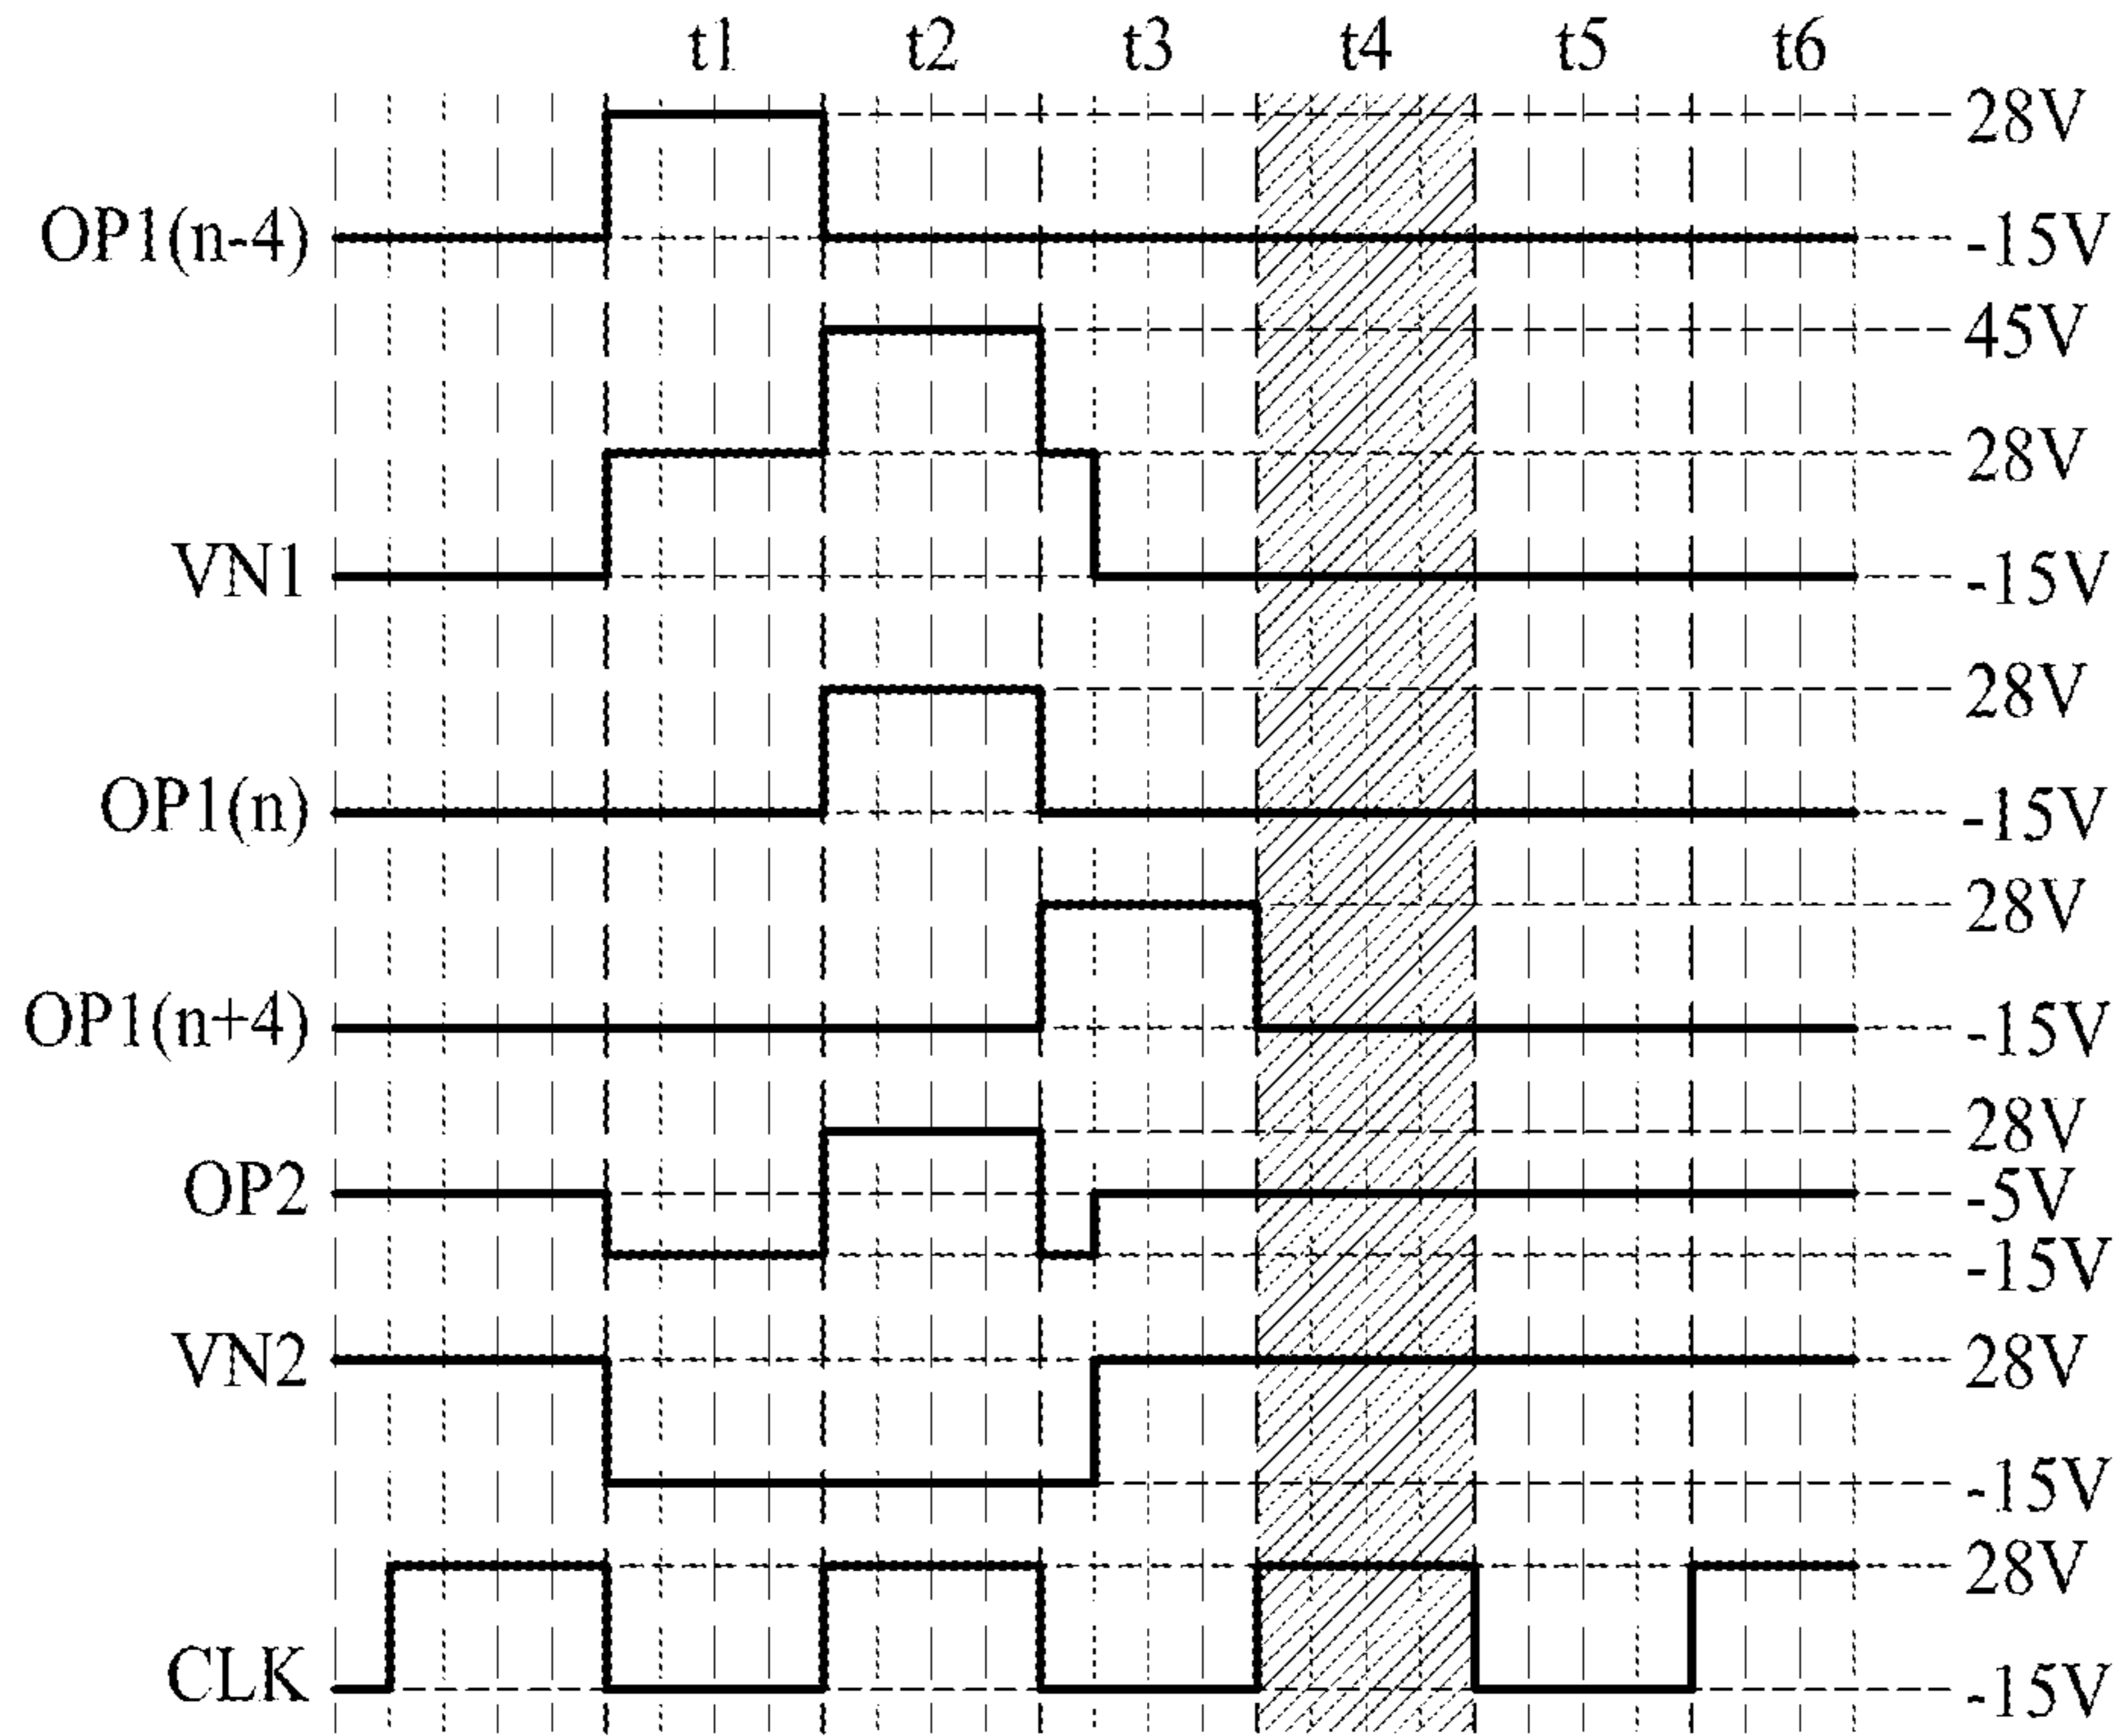 t1 t2 t3 t4 t5 t6
28V
OP1(n-4) -15V
45V
28V
VN1 -15V
28V
OP1(n) -15V
28V
OP1(n+4) -15V
28V
OP2 -5V
-15V
VN2 28V
-15V
28V
CLK -15V